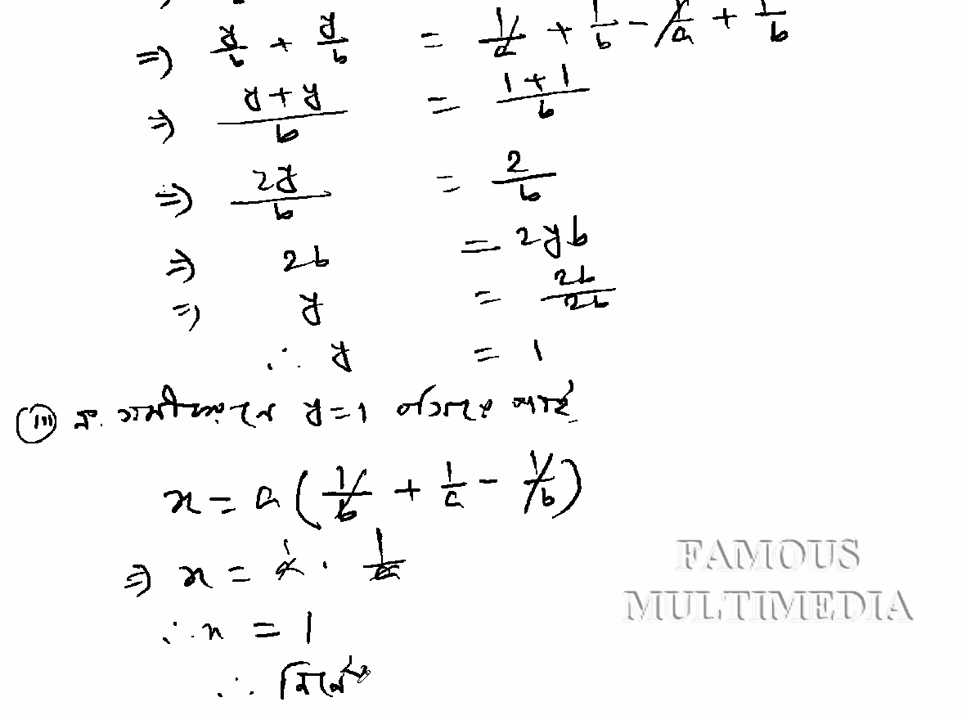 ⇒ y/b + y/b = 1/a + 1/b - 1/a + 1/b
⇒ (y + y)/b = (1 + 1)/b
⇒ 2y/b = 2/b
⇒ 2b = 2yb
⇒ y = 2b/2b
∴ y = 1
(iii) নং সমীকরণে y = 1 বসিয়ে পাই
x = a (1/b + 1/a - 1/b)
⇒ x = a · 1/a
∴ x = 1
∴ নির্ণে
FAMOUS
MULTIMEDIA